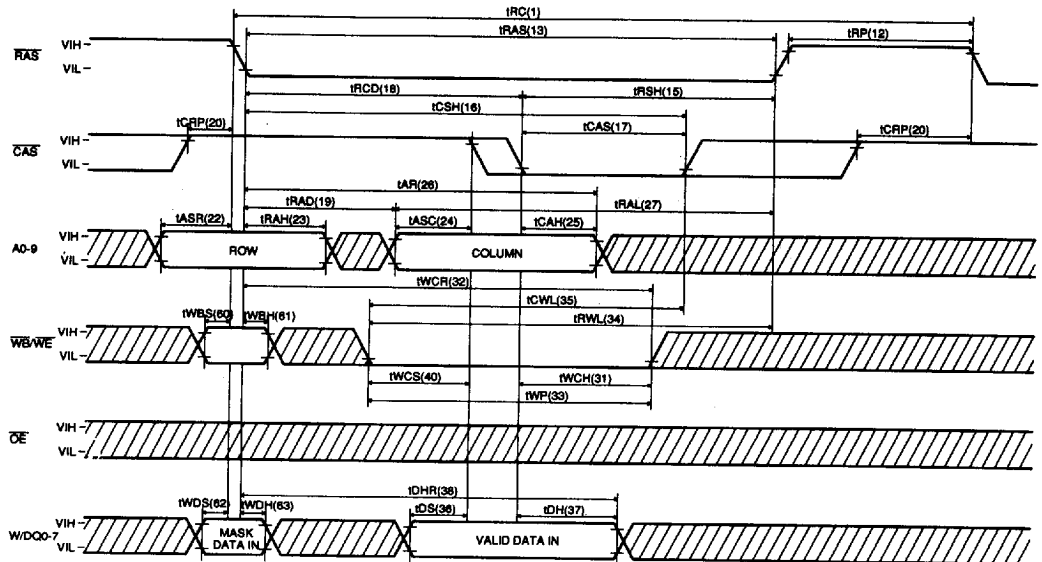 tRC(1)
tRAS(13)
tRP(12)
RAS
VIH
VIL
tRCD(18)
tRSH(15)
tCSH(16)
tCRP(20)
tCAS(17)
tCRP(20)
CAS
VIH
VIL
tAR(26)
tRAD(19)
tRAL(27)
tASR(22)
tRAH(23)
tASC(24)
tCAH(25)
A0-9
VIH
VIL
ROW
COLUMN
tWCR(32)
tCWL(35)
tWBS(60)
tWBH(61)
tRWL(34)
WB/WE
VIH
VIL
tWCS(40)
tWCH(31)
tWP(33)
OE
VIH
VIL
tDHR(38)
tWDS(62)
tWDH(63)
tDS(36)
tDH(37)
W/DQ0-7
VIH
VIL
MASK
DATA IN
VALID DATA IN